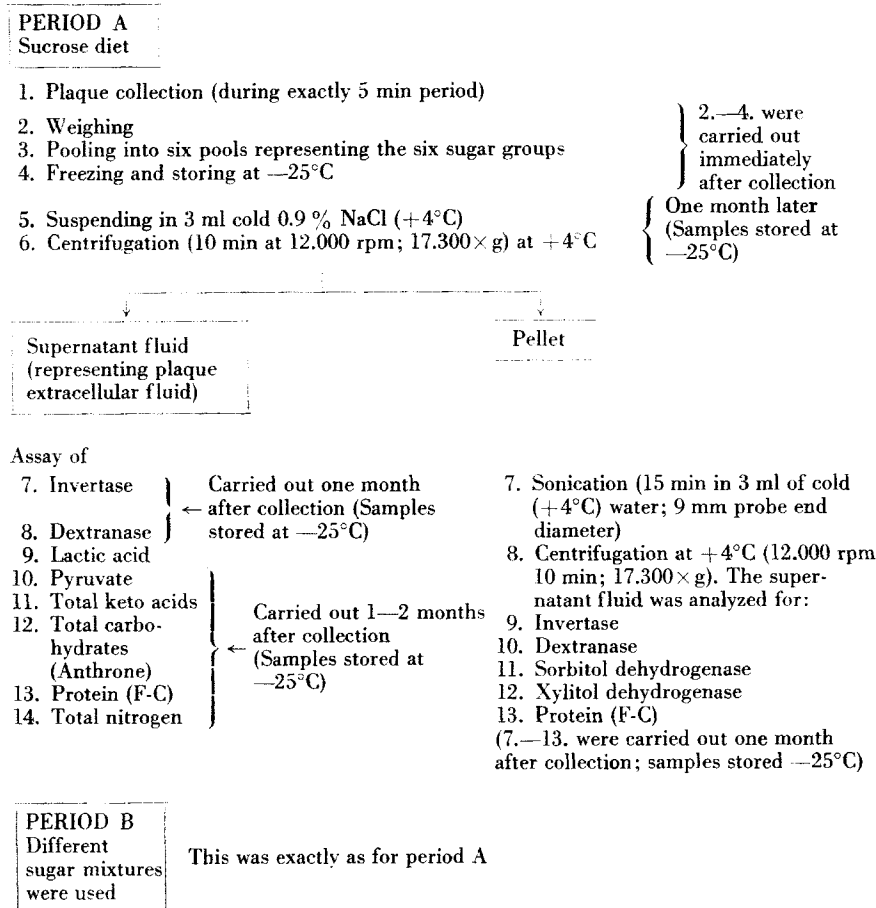 PERIOD A
Sucrose diet
1. Plaque collection (during exactly 5 min period)
2. Weighing
3. Pooling into six pools representing the six sugar groups
4. Freezing and storing at —25°C
2.—4. were
carried out
immediately
after collection
5. Suspending in 3 ml cold 0.9 % NaCl (+4°C)
6. Centrifugation (10 min at 12.000 rpm; 17.300× g) at +4°C
One month later
(Samples stored at
—25°C)
Supernatant fluid
(representing plaque
extracellular fluid)
Pellet
Assay of
7. Invertase
8. Dextranase
Carried out one month
← after collection (Samples
stored at —25°C)
9. Lactic acid
10. Pyruvate
11. Total keto acids
12. Total carbo-
hydrates
(Anthrone)
13. Protein (F-C)
14. Total nitrogen
Carried out 1—2 months
after collection
← (Samples stored at
—25°C)
7. Sonication (15 min in 3 ml of cold
(+4°C) water; 9 mm probe end
diameter)
8. Centrifugation at +4°C (12.000 rpm
10 min; 17.300× g). The super-
natant fluid was analyzed for:
9. Invertase
10. Dextranase
11. Sorbitol dehydrogenase
12. Xylitol dehydrogenase
13. Protein (F-C)
(7.—13. were carried out one month
after collection; samples stored —25°C)
PERIOD B
Different
sugar mixtures
were used
This was exactly as for period A